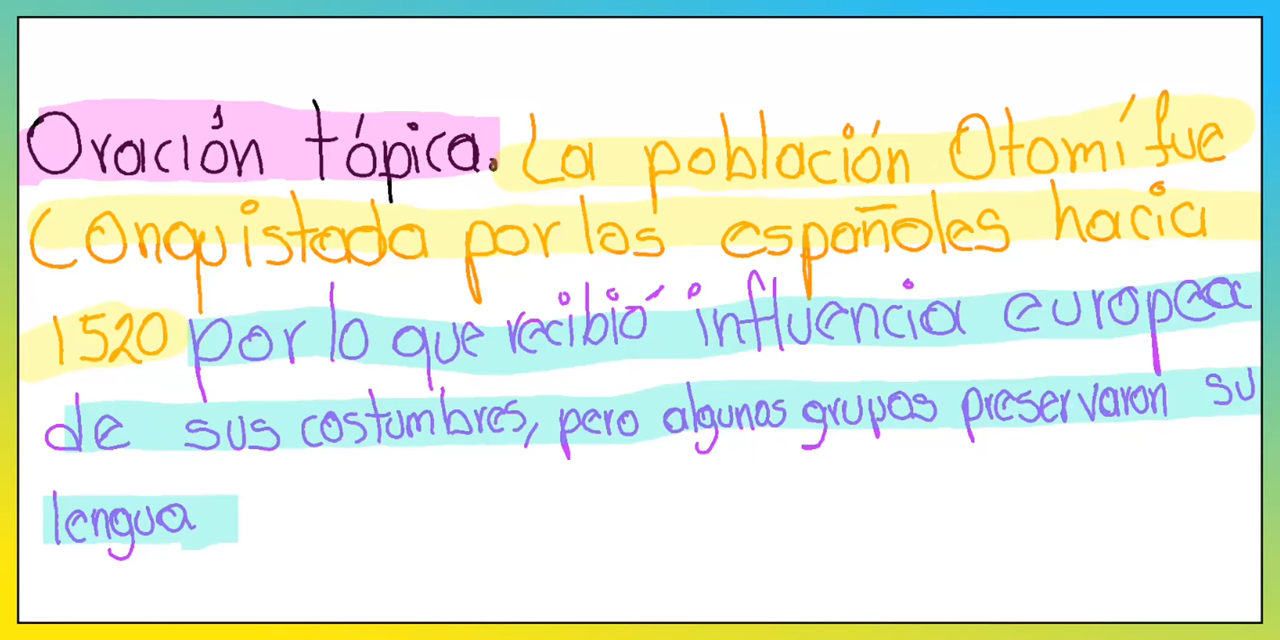 Oración tópica. La población Otomí fue
conquistada por los españoles hacia
1520 por lo que recibió influencia europea
de sus costumbres, pero algunos grupos preservaron su
lengua